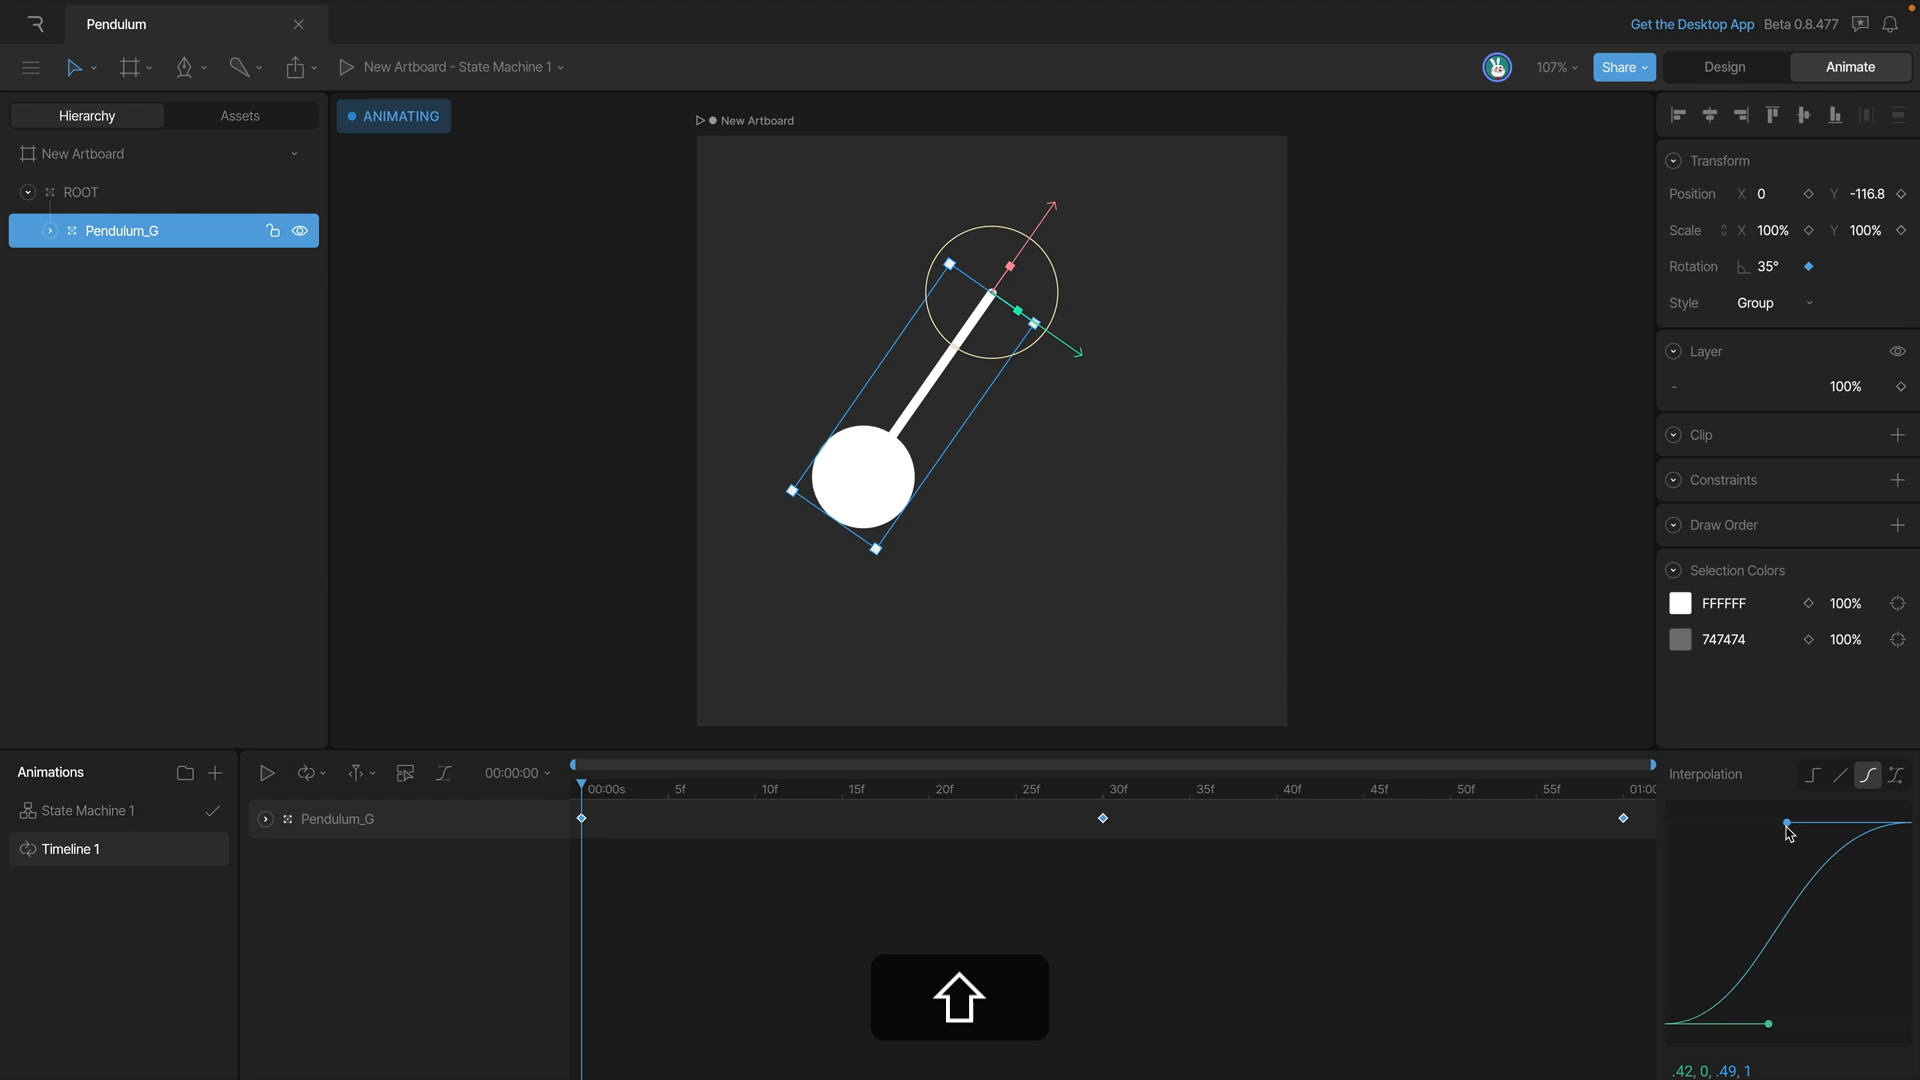 Pendulum
Get the Desktop App Beta 0.8.477
New Artboard - State Machine 1
107%
Share
Design
Animate
Hierarchy
Assets
ANIMATING
New Artboard
New Artboard
ROOT
Pendulum_G
Transform
Position X 0 Y -116.8
Scale X 100% Y 100%
Rotation 35°
Style Group
Layer
- 100%
Clip
Constraints
Draw Order
Selection Colors
FFFFFF 100%
747474 100%
Animations
State Machine 1
Timeline 1
00:00:00
00:00s 5f 10f 15f 20f 25f 30f 35f 40f 45f 50f 55f 01:00
Pendulum_G
Interpolation
.42, 0, .49, 1